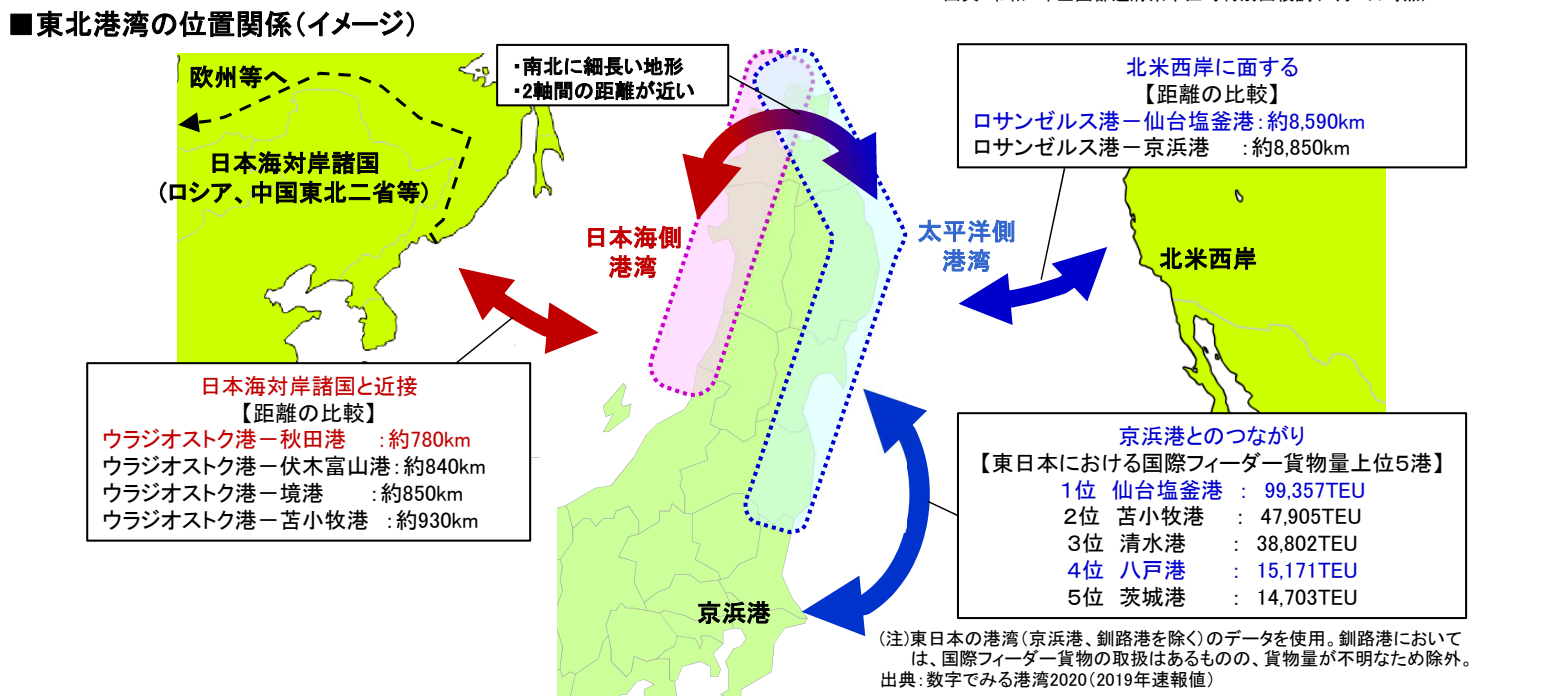 ■東北港湾の位置関係(イメージ)
欧州等へ
日本海対岸諸国
(ロシア、中国東北二省等)
・南北に細長い地形
・2軸間の距離が近い
北米西岸に面する
【距離の比較】
ロサンゼルス港-仙台塩釜港:約8,590km
ロサンゼルス港-京浜港 :約8,850km
日本海側
港湾
太平洋側
港湾
北米西岸
日本海対岸諸国と近接
【距離の比較】
ウラジオストク港-秋田港 :約780km
ウラジオストク港-伏木富山港:約840km
ウラジオストク港-境港 :約850km
ウラジオストク港-苫小牧港 :約930km
京浜港とのつながり
【東日本における国際フィーダー貨物量上位5港】
1位 仙台塩釜港 : 99,357TEU
2位 苫小牧港 : 47,905TEU
3位 清水港 : 38,802TEU
4位 八戸港 : 15,171TEU
5位 茨城港 : 14,703TEU
京浜港
(注)東日本の港湾(京浜港、釧路港を除く)のデータを使用。釧路港において
は、国際フィーダー貨物の取扱はあるものの、貨物量が不明なため除外。
出典:数字でみる港湾2020(2019年速報値)